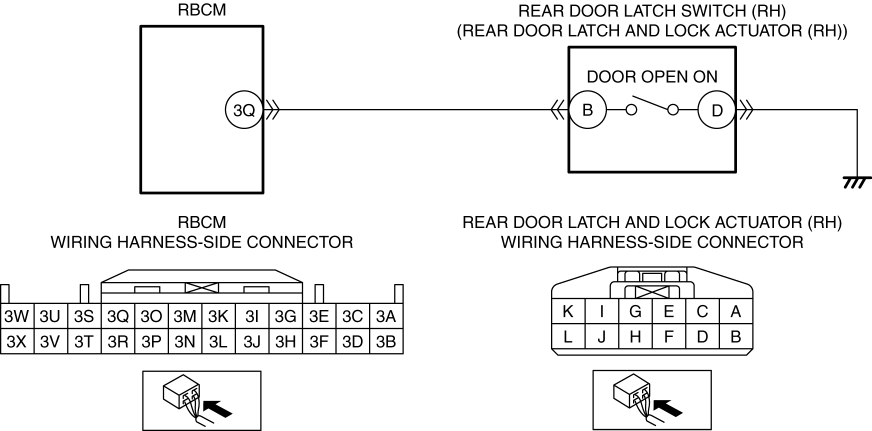 RBCM
REAR DOOR LATCH SWITCH (RH)
(REAR DOOR LATCH AND LOCK ACTUATOR (RH))
DOOR OPEN ON
3Q B D
RBCM
WIRING HARNESS-SIDE CONNECTOR
REAR DOOR LATCH AND LOCK ACTUATOR (RH)
WIRING HARNESS-SIDE CONNECTOR
3W 3U 3S 3Q 3O 3M 3K 3I 3G 3E 3C 3A
3X 3V 3T 3R 3P 3N 3L 3J 3H 3F 3D 3B
K I G E C A
L J H F D B